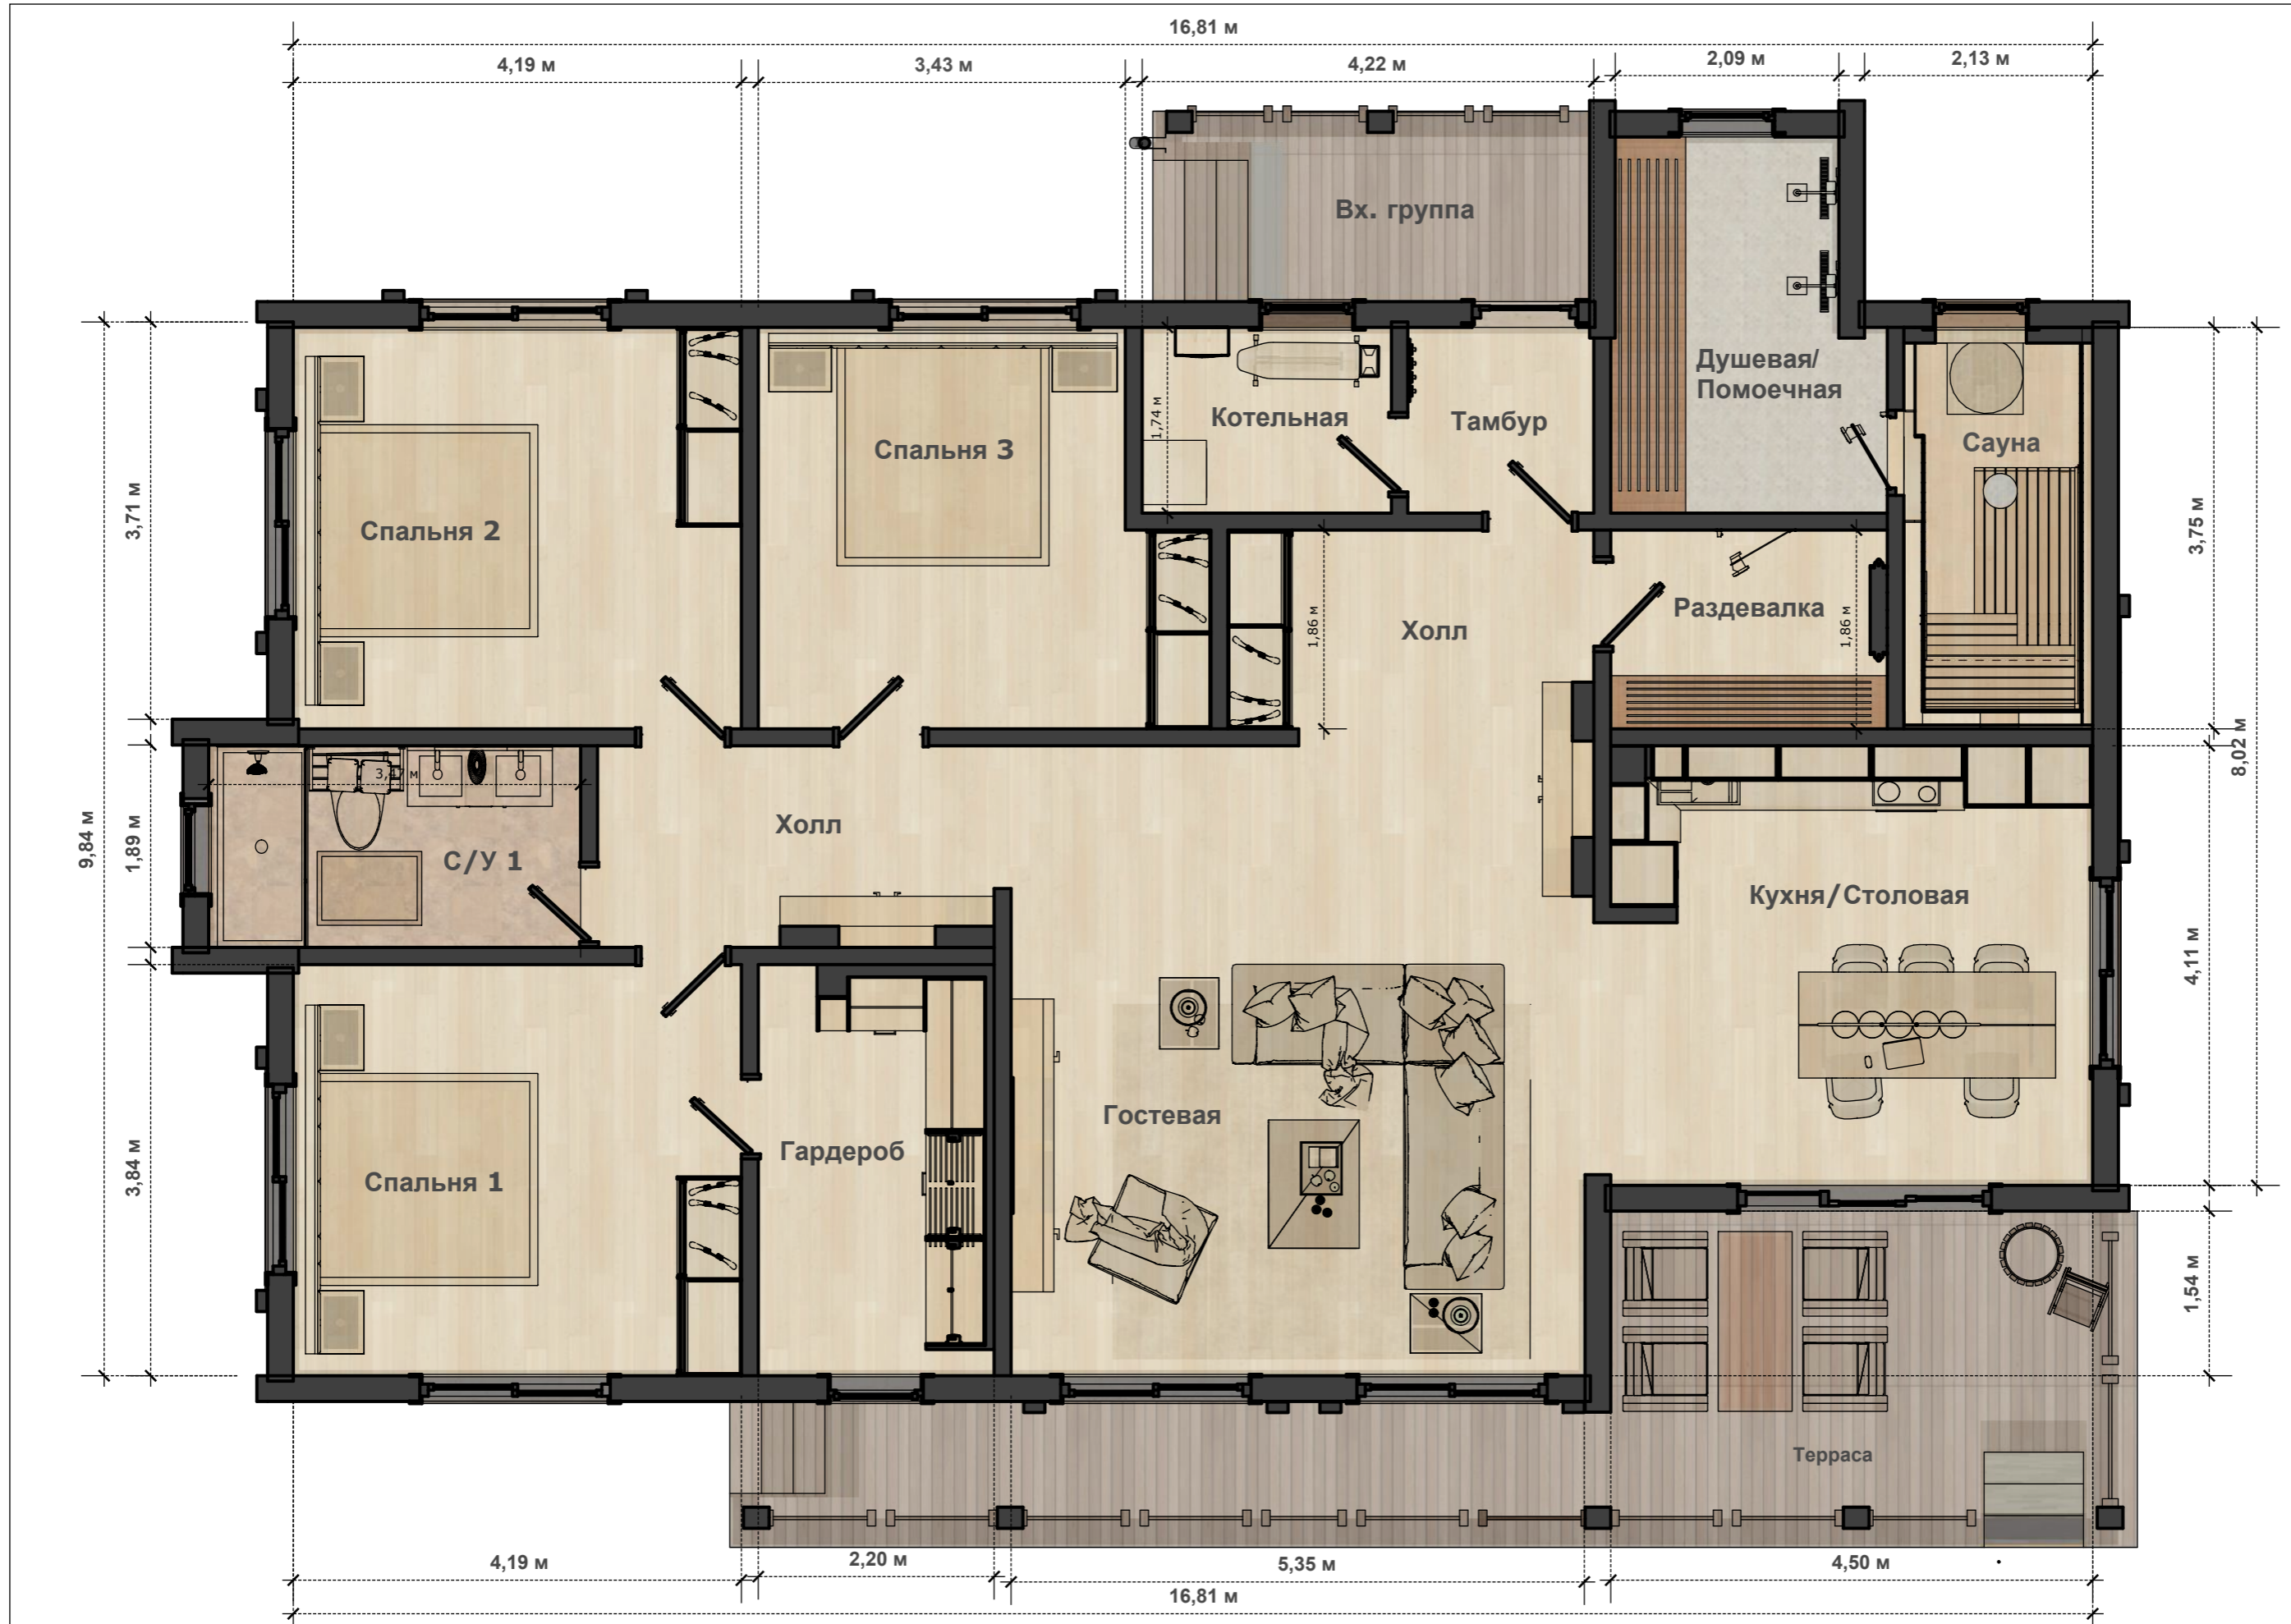 16,81 м
4,19 м
3,43 м
4,22 м
2,09 м
2,13 м
Вх. группа
Душевая/
Помоечная
Котельная
Тамбур
Сауна
Спальня 3
Спальня 2
1,74 м
3,71 м
3,75 м
Холл
Раздевалка
1,86 м
1,86 м
8,02 м
3,47 м
Холл
С/У 1
9,84 м
1,89 м
Кухня/Столовая
4,11 м
Гостевая
Гардероб
Спальня 1
3,84 м
1,54 м
Терраса
4,19 м
2,20 м
5,35 м
4,50 м
16,81 м